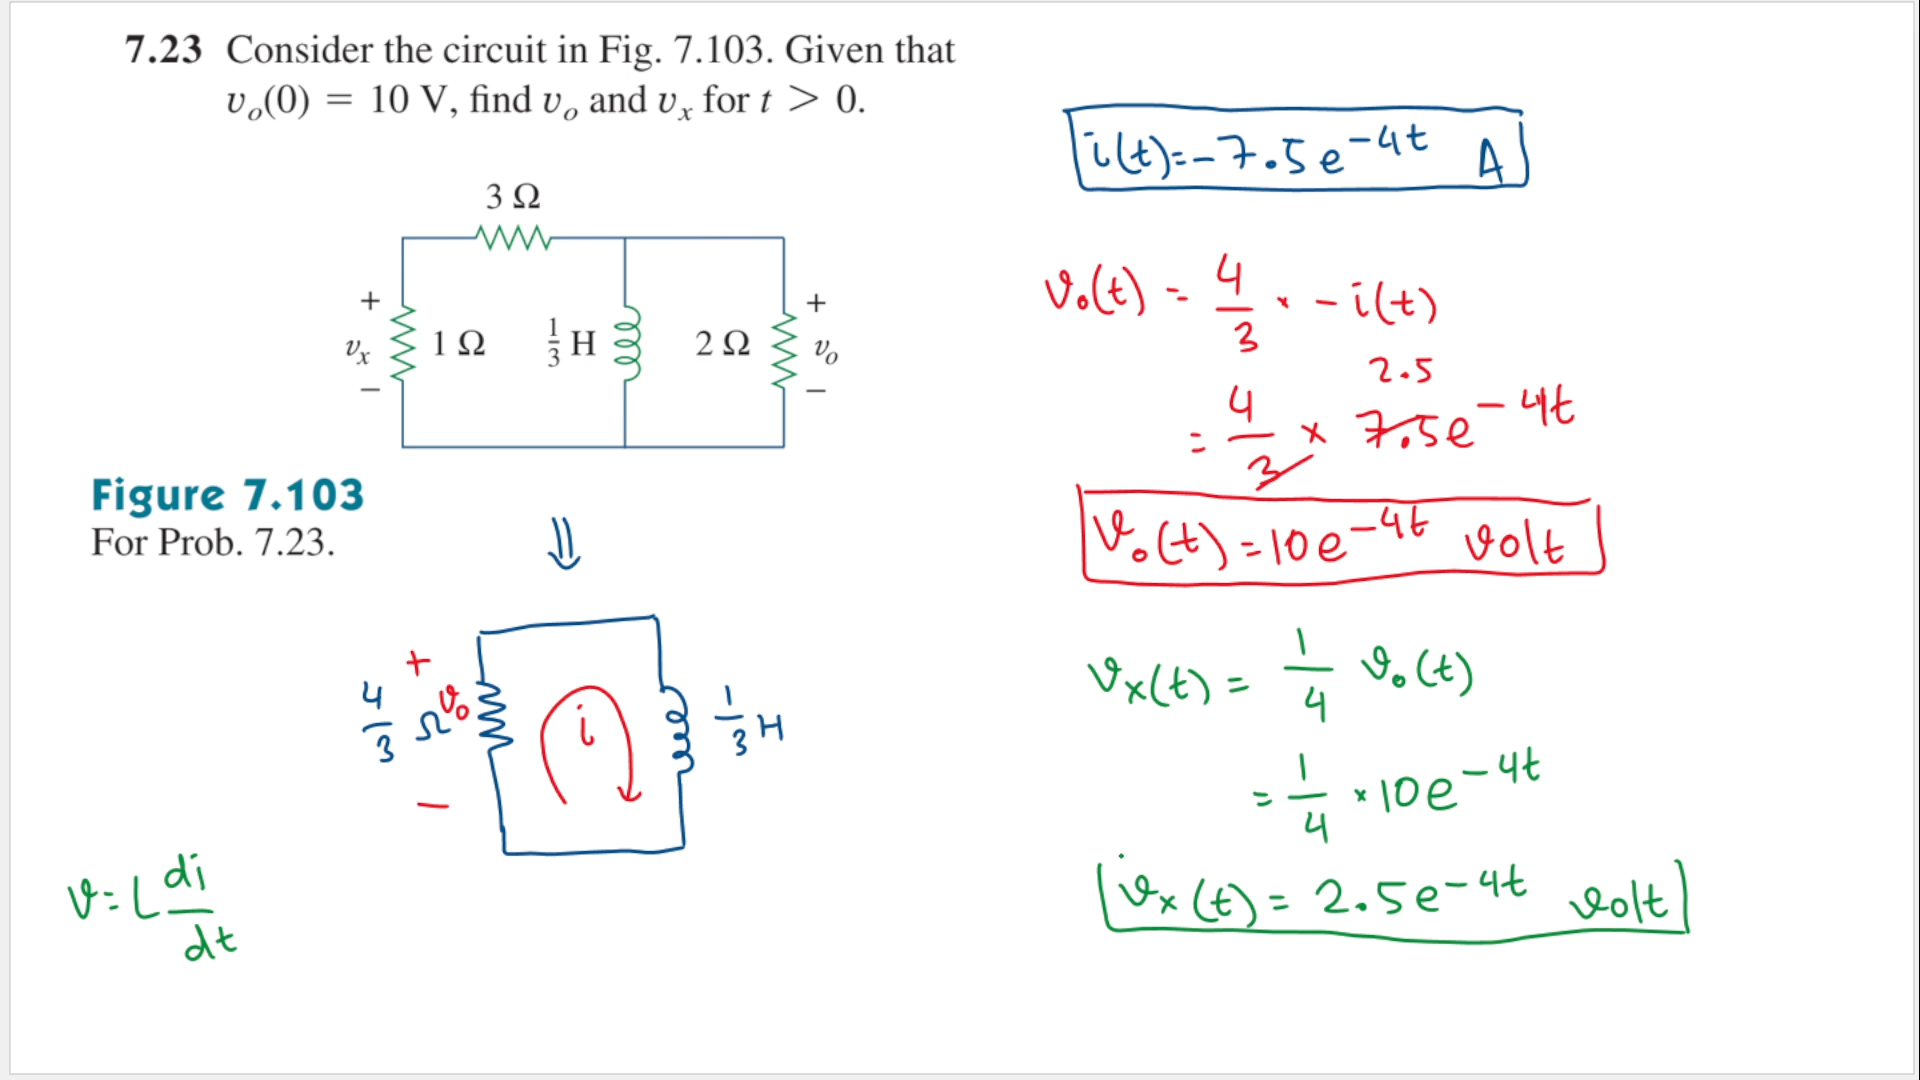 7.23 Consider the circuit in Fig. 7.103. Given that
v_o(0) = 10 V, find v_o and v_x for t > 0.
3 Ω
+
v_x
−
1 Ω
1/3 H
2 Ω
+
v_o
−
Figure 7.103
For Prob. 7.23.
⇓
4/3 Ω
+
v_o
−
i
1/3 H
v = L di/dt
i(t) = -7.5e^-4t A
v_o(t) = 4/3 · - i(t)
2.5
= 4/3 × 7.5e^-4t
v_o(t) = 10e^-4t volt
v_x(t) = 1/4 v_o(t)
= 1/4 × 10e^-4t
v_x(t) = 2.5e^-4t volt